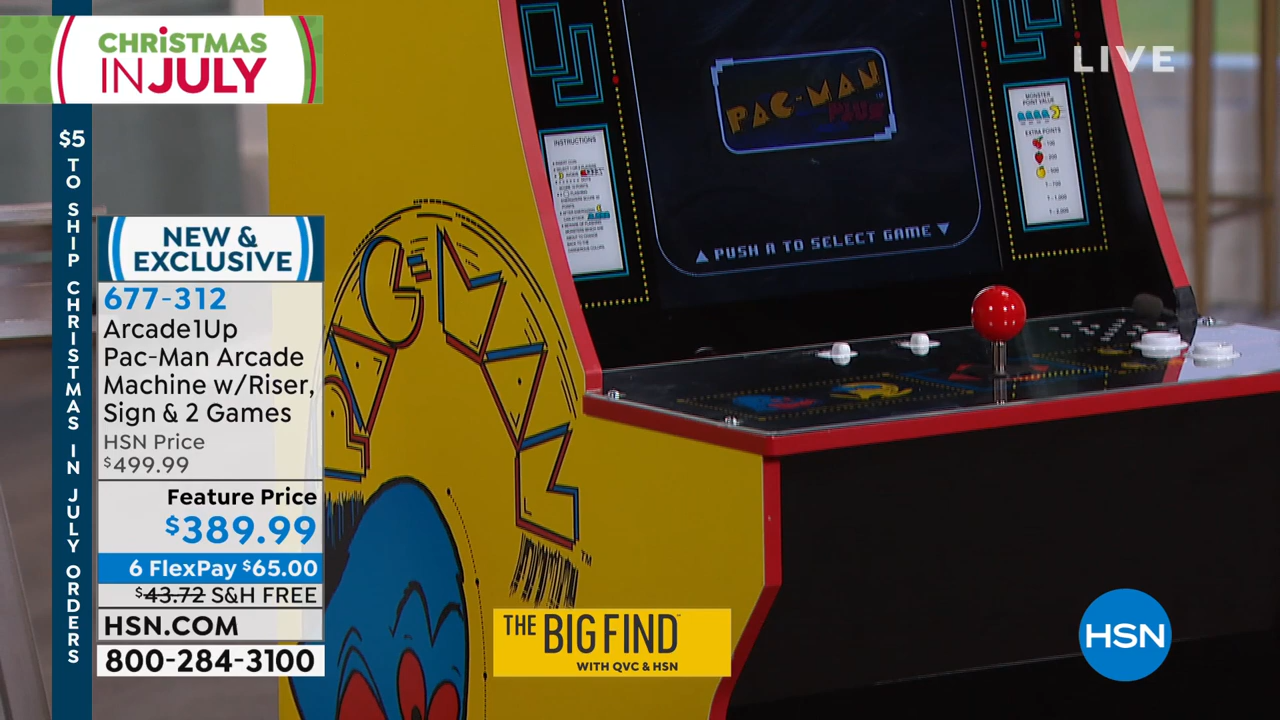 CHRISTMAS
IN JULY
LIVE
$5 TO SHIP CHRISTMAS IN JULY ORDERS
NEW &
EXCLUSIVE
677-312
Arcade1Up
Pac-Man Arcade
Machine w/Riser,
Sign & 2 Games
HSN Price
$499.99
Feature Price
$389.99
6 FlexPay $65.00
$43.72 S&H FREE
HSN.COM
800-284-3100
PAC-MAN
TM
PAC-MAN
PLUS
PUSH A TO SELECT GAME
INSTRUCTIONS
MONSTER
POINT VALUE
EXTRA POINTS
THE BIG FIND
WITH QVC & HSN
HSN